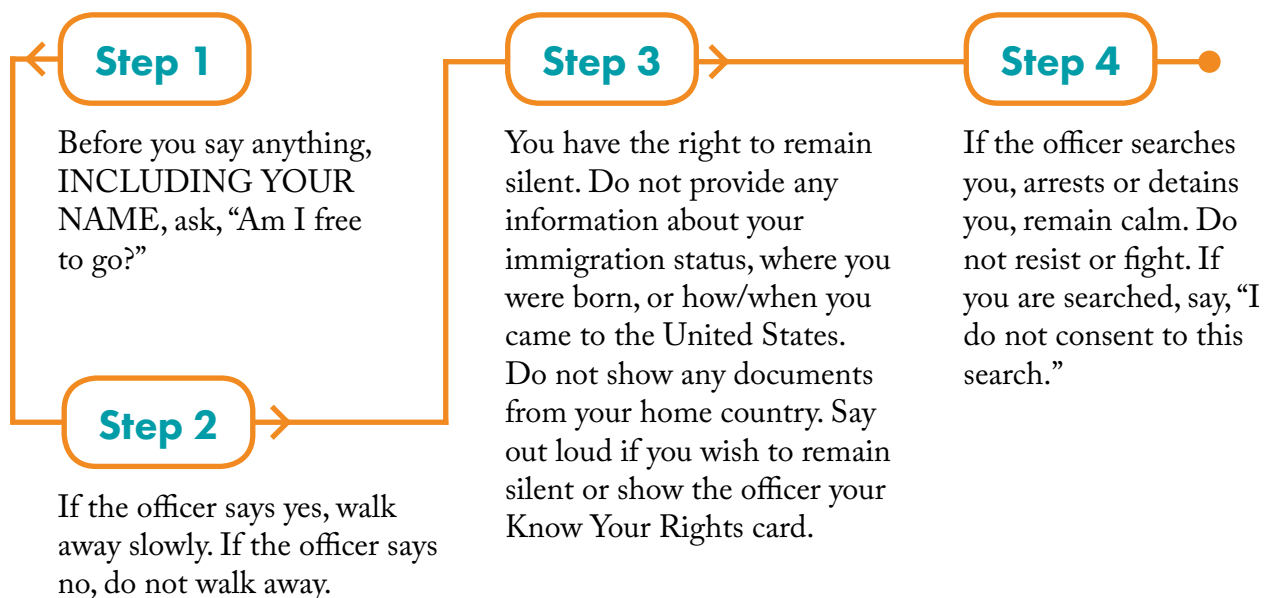 Step 1
Before you say anything,
INCLUDING YOUR
NAME, ask, “Am I free
to go?”
Step 2
If the officer says yes, walk
away slowly. If the officer says
no, do not walk away.
Step 3
You have the right to remain
silent. Do not provide any
information about your
immigration status, where you
were born, or how/when you
came to the United States.
Do not show any documents
from your home country. Say
out loud if you wish to remain
silent or show the officer your
Know Your Rights card.
Step 4
If the officer searches
you, arrests or detains
you, remain calm. Do
not resist or fight. If
you are searched, say, “I
do not consent to this
search.”